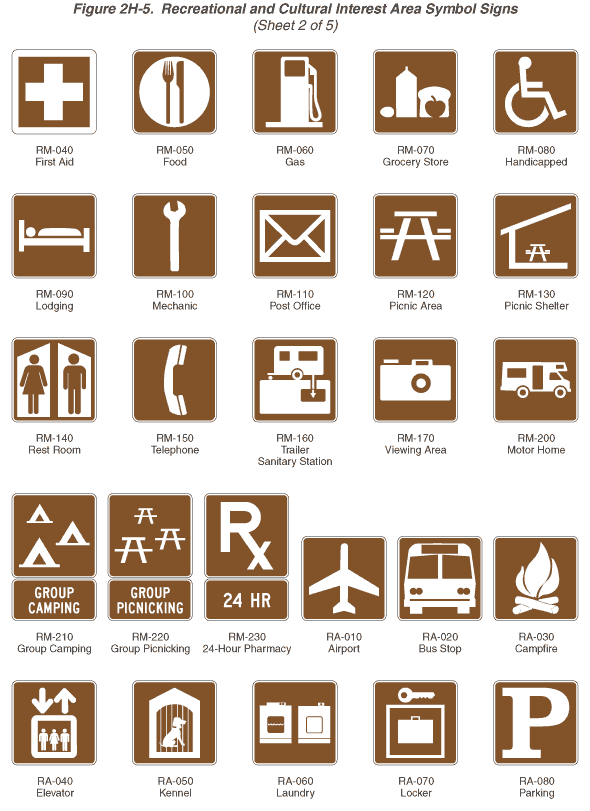 Figure 2H-5. Recreational and Cultural Interest Area Symbol Signs
(Sheet 2 of 5)
RM-040
First Aid
RM-050
Food
RM-060
Gas
RM-070
Grocery Store
RM-080
Handicapped
RM-090
Lodging
RM-100
Mechanic
RM-110
Post Office
RM-120
Picnic Area
RM-130
Picnic Shelter
RM-140
Rest Room
RM-150
Telephone
RM-160
Trailer
Sanitary Station
RM-170
Viewing Area
RM-200
Motor Home
GROUP
CAMPING
RM-210
Group Camping
GROUP
PICNICKING
RM-220
Group Picnicking
Rx
24 HR
RM-230
24-Hour Pharmacy
RA-010
Airport
RA-020
Bus Stop
RA-030
Campfire
RA-040
Elevator
RA-050
Kennel
RA-060
Laundry
RA-070
Locker
P
RA-080
Parking